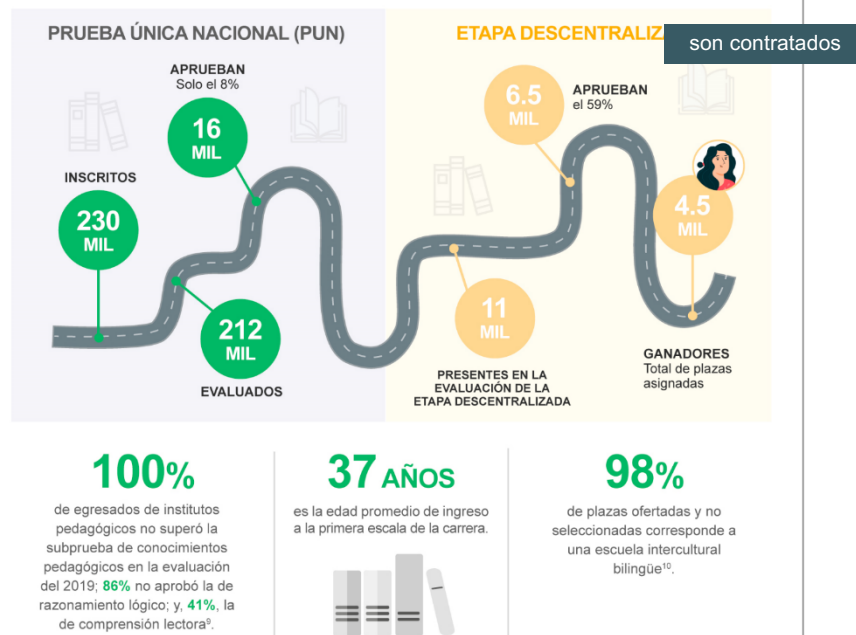 PRUEBA ÚNICA NACIONAL (PUN)
APRUEBAN
Solo el 8%
16
MIL
INSCRITOS
230
MIL
212
MIL
EVALUADOS
ETAPA DESCENTRALIZ
son contratados
6.5
MIL
APRUEBAN
el 59%
4.5
MIL
11
MIL
PRESENTES EN LA
EVALUACIÓN DE LA
ETAPA DESCENTRALIZADA
GANADORES
Total de plazas
asignadas
100%
de egresados de institutos
pedagógicos no superó la
subprueba de conocimientos
pedagógicos en la evaluación
del 2019; 86% no aprobó la de
razonamiento lógico; y, 41%, la
de comprensión lectora⁹.
37 AÑOS
es la edad promedio de ingreso
a la primera escala de la carrera.
98%
de plazas ofertadas y no
seleccionadas corresponde a
una escuela intercultural
bilingüe¹⁰.